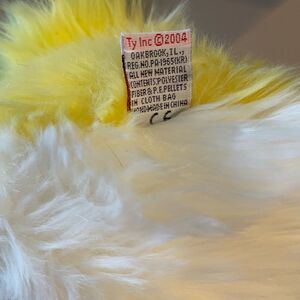 Ty Inc © 2004
OAKBROOK, IL.,
REG. NO. PA-1965(KR)
ALL NEW MATERIAL
CONTENTS: POLYESTER
FIBER & P.E. PELLETS
IN CLOTH BAG
HANDMADE IN CHINA
CE